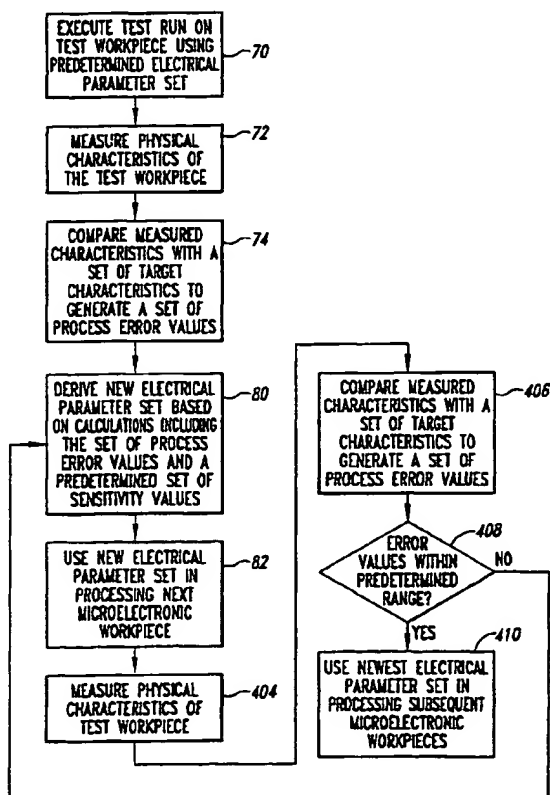 EXECUTE TEST RUN ON
TEST WORKPIECE USING
PREDETERMINED ELECTRICAL
PARAMETER SET
70
MEASURE PHYSICAL
CHARACTERISTICS OF
THE TEST WORKPIECE
72
COMPARE MEASURED
CHARACTERISTICS WITH A
SET OF TARGET
CHARACTERISTICS TO
GENERATE A SET OF
PROCESS ERROR VALUES
74
DERIVE NEW ELECTRICAL
PARAMETER SET BASED
ON CALCULATIONS INCLUDING
THE SET OF PROCESS
ERROR VALUES AND A
PREDETERMINED SET OF
SENSITIVITY VALUES
80
USE NEW ELECTRICAL
PARAMETER SET IN
PROCESSING NEXT
MICROELECTRONIC
WORKPIECE
82
MEASURE PHYSICAL
CHARACTERISTICS OF
TEST WORKPIECE
404
COMPARE MEASURED
CHARACTERISTICS WITH A
SET OF TARGET
CHARACTERISTICS TO
GENERATE A SET OF
PROCESS ERROR VALUES
406
ERROR
VALUES WITHIN
PREDETERMINED
RANGE?
408
NO
YES
410
USE NEWEST ELECTRICAL
PARAMETER SET IN
PROCESSING SUBSEQUENT
MICROELECTRONIC
WORKPIECES